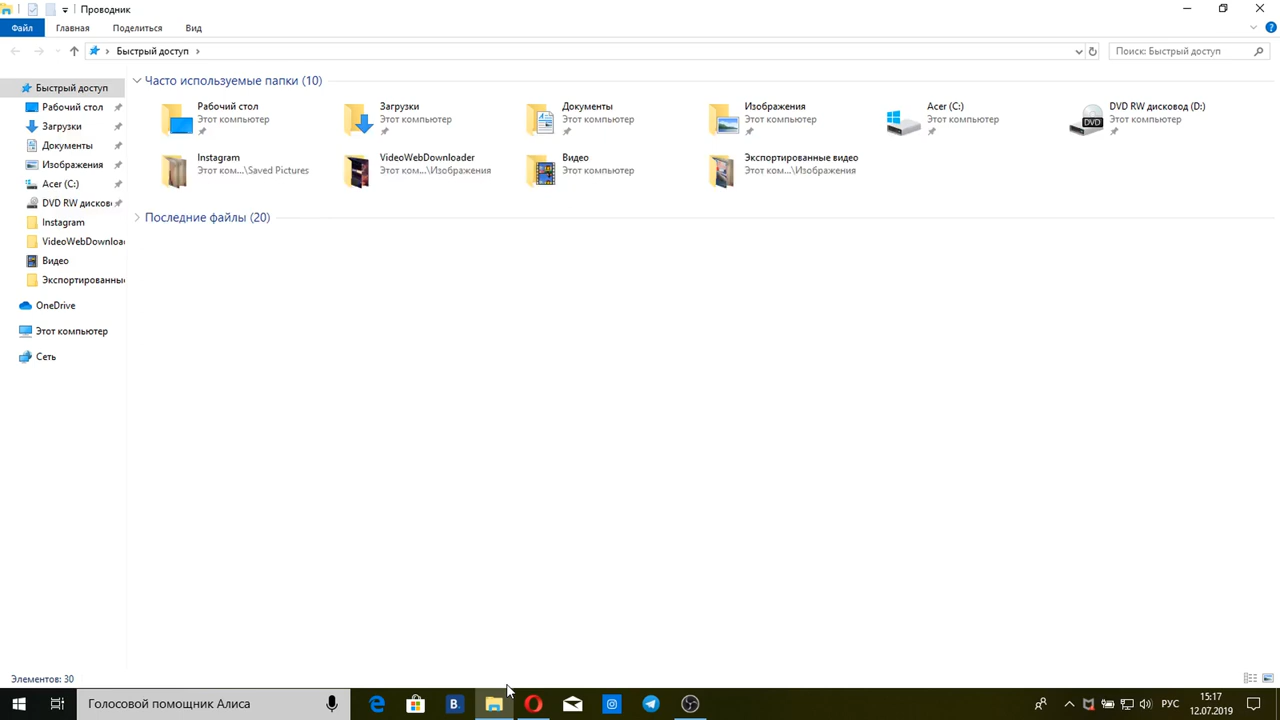 Проводник
Файл
Главная
Поделиться
Вид
Быстрый доступ
Поиск: Быстрый доступ
Быстрый доступ
Рабочий стол
Загрузки
Документы
Изображения
Acer (C:)
DVD RW дисков
Instagram
VideoWebDownloa
Видео
Экспортированны
OneDrive
Этот компьютер
Сеть
Часто используемые папки (10)
Рабочий стол
Этот компьютер
Загрузки
Этот компьютер
Документы
Этот компьютер
Изображения
Этот компьютер
Acer (C:)
Этот компьютер
DVD RW дисковод (D:)
Этот компьютер
DVD
Instagram
Этот ком...\Saved Pictures
VideoWebDownloader
Этот ком...\Изображения
Видео
Этот компьютер
Экспортированные видео
Этот ком...\Изображения
Последние файлы (20)
Элементов: 30
Голосовой помощник Алиса
B.
РУС
15:17
12.07.2019